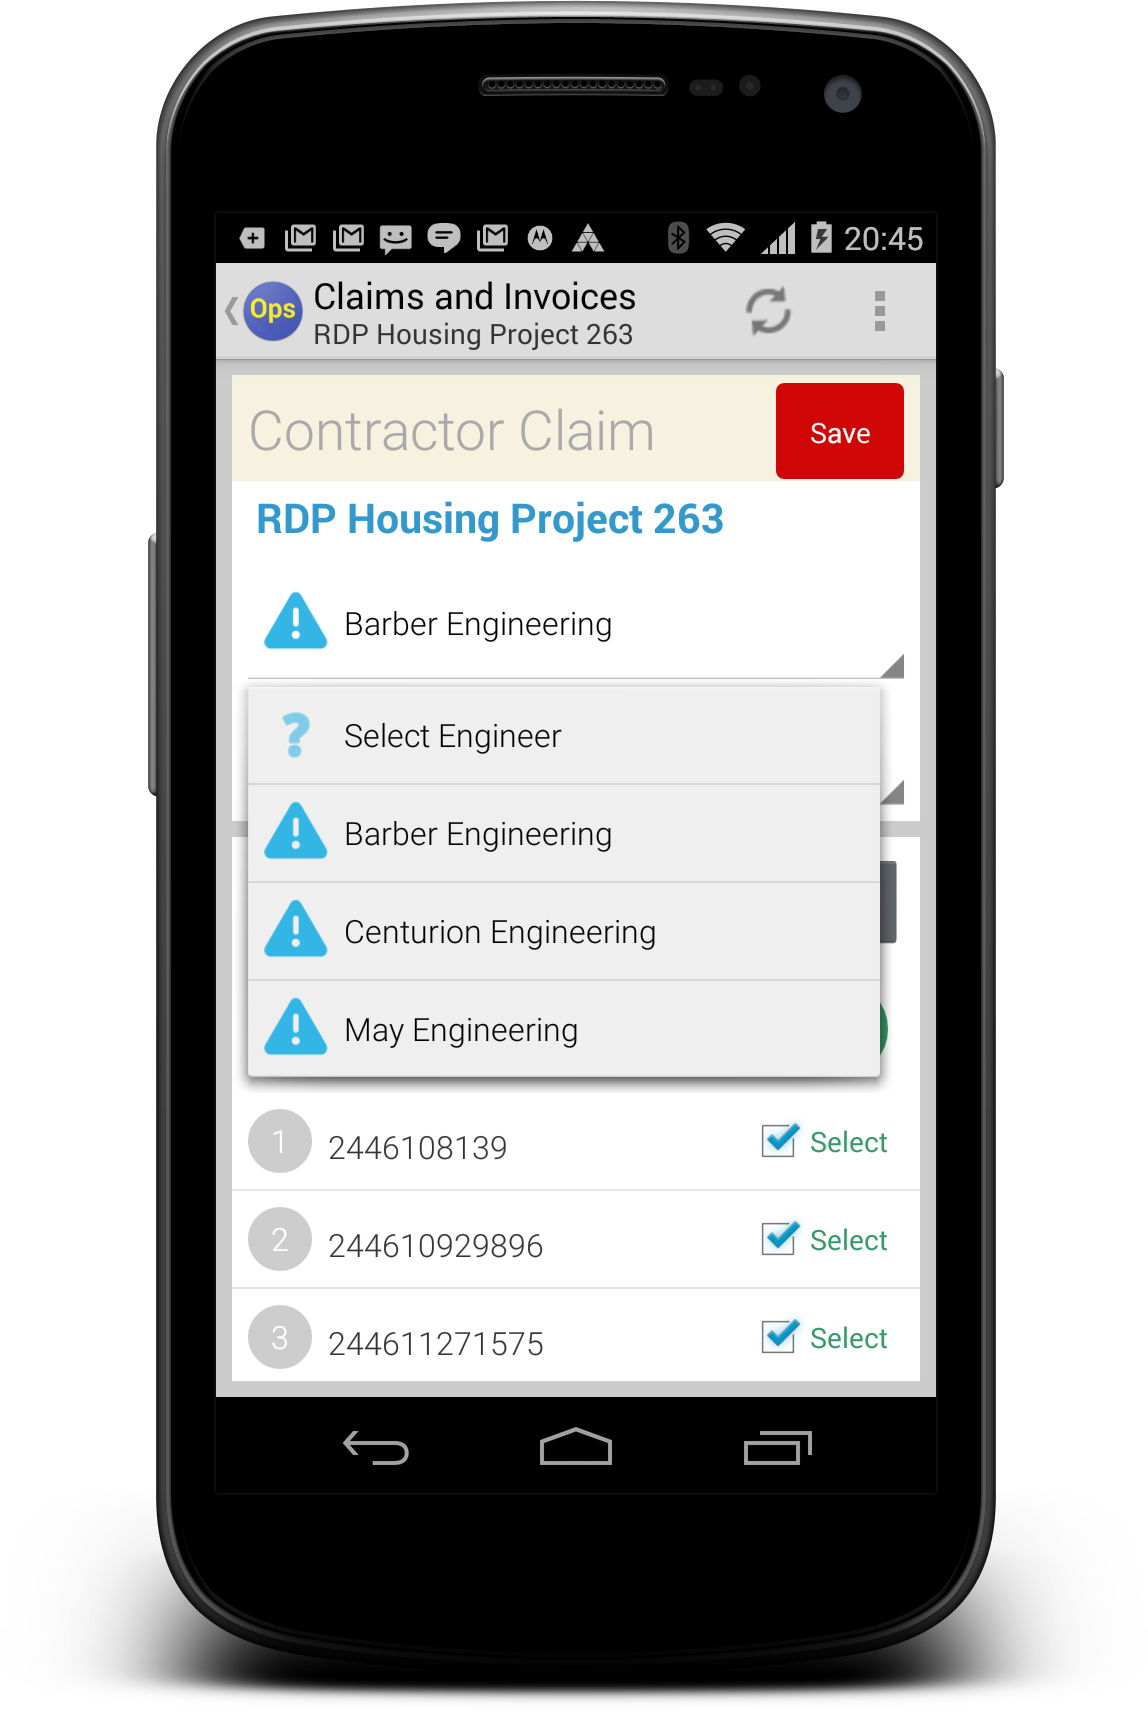 20:45
Ops
Claims and Invoices
RDP Housing Project 263
Contractor Claim
Save
RDP Housing Project 263
Barber Engineering
Select Engineer
Barber Engineering
Centurion Engineering
May Engineering
1 2446108139 Select
2 244610929896 Select
3 244611271575 Select